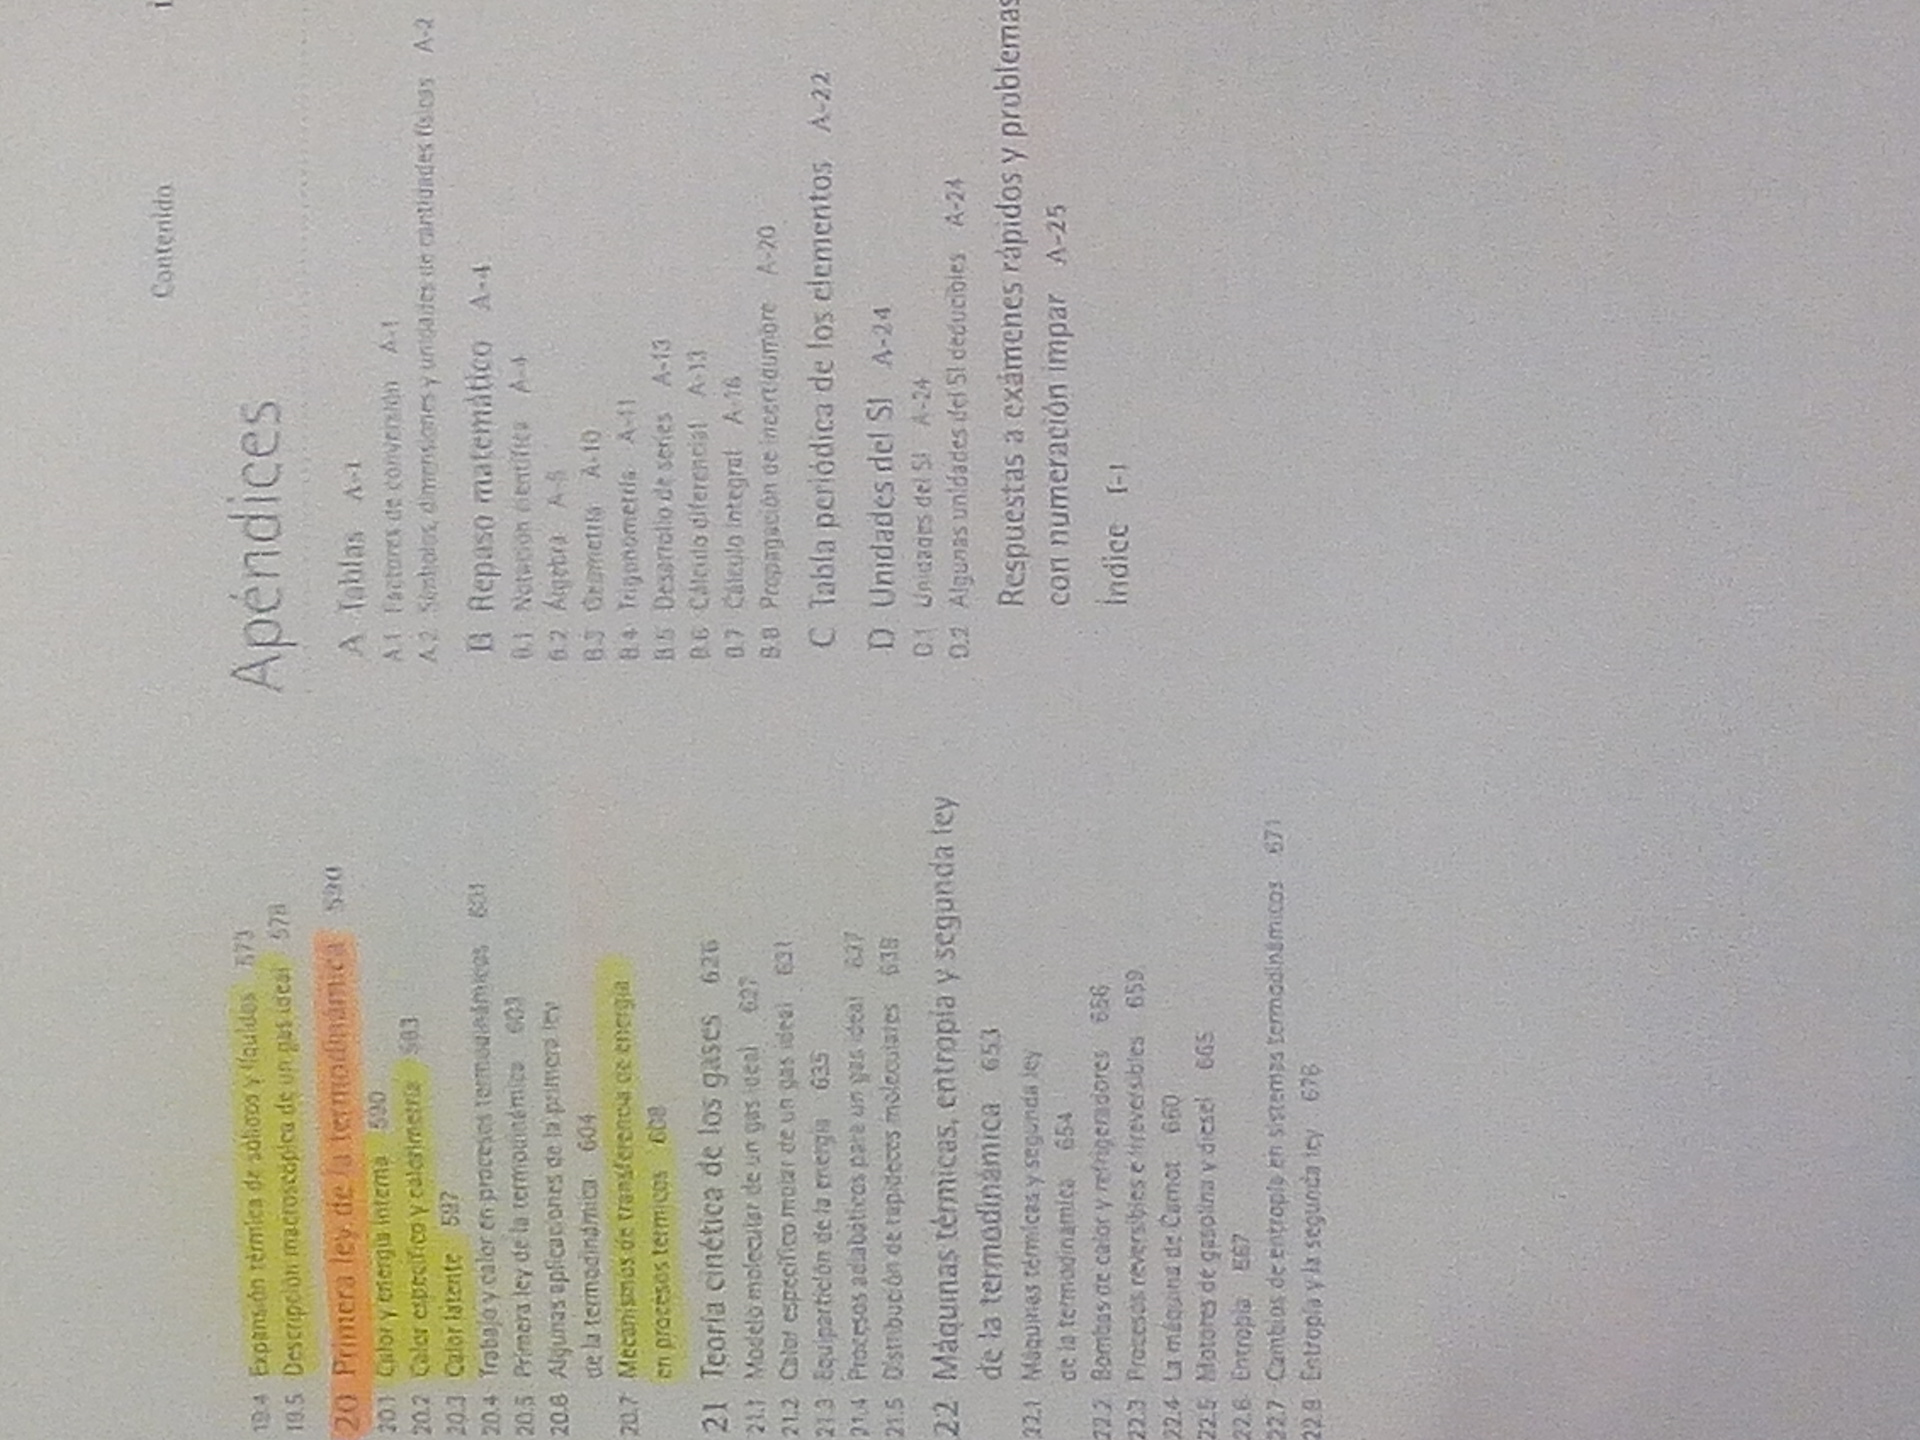 Contenido
19.4 Expansión térmica de sólidos y líquidos 573
19.5 Descripción macroscópica de un gas ideal 578
20 Primera ley de la termodinámica 590
20.1 Calor y energía interna 590
20.2 Calor específico y calorimetría 593
20.3 Calor latente 597
20.4 Trabajo y calor en procesos termodinámicos 601
20.5 Primera ley de la termodinámica 603
20.6 Algunas aplicaciones de la primera ley
de la termodinámica 604
20.7 Mecanismos de transferencia de energía
en procesos térmicos 608
21 Teoría cinética de los gases 626
21.1 Modelo molecular de un gas ideal 627
21.2 Calor específico molar de un gas ideal 631
21.3 Equipartición de la energía 635
21.4 Procesos adiabáticos para un gas ideal 637
21.5 Distribución de rapideces moleculares 638
22 Máquinas térmicas, entropía y segunda ley
de la termodinámica 653
22.1 Máquinas térmicas y segunda ley
de la termodinámica 654
22.2 Bombas de calor y refrigeradores 656
22.3 Procesos reversibles e irreversibles 659
22.4 La máquina de Carnot 660
22.5 Motores de gasolina y diesel 665
22.6 Entropía 667
22.7 Cambios de entropía en sistemas termodinámicos 671
22.8 Entropía y la segunda ley 676
Apéndices
A Tablas A-1
A.1 Factores de conversión A-1
A.2 Símbolos, dimensiones y unidades de cantidades físicas A-2
B Repaso matemático A-4
B.1 Notación científica A-4
B.2 Álgebra A-5
B.3 Geometría A-10
B.4 Trigonometría A-11
B.5 Desarrollo de series A-13
B.6 Cálculo diferencial A-13
B.7 Cálculo integral A-16
B.8 Propagación de incertidumbre A-20
C Tabla periódica de los elementos A-22
D Unidades del SI A-24
D.1 Unidades del SI A-24
D.2 Algunas unidades del SI deducibles A-24
Respuestas a exámenes rápidos y problemas
con numeración impar A-25
Índice I-1